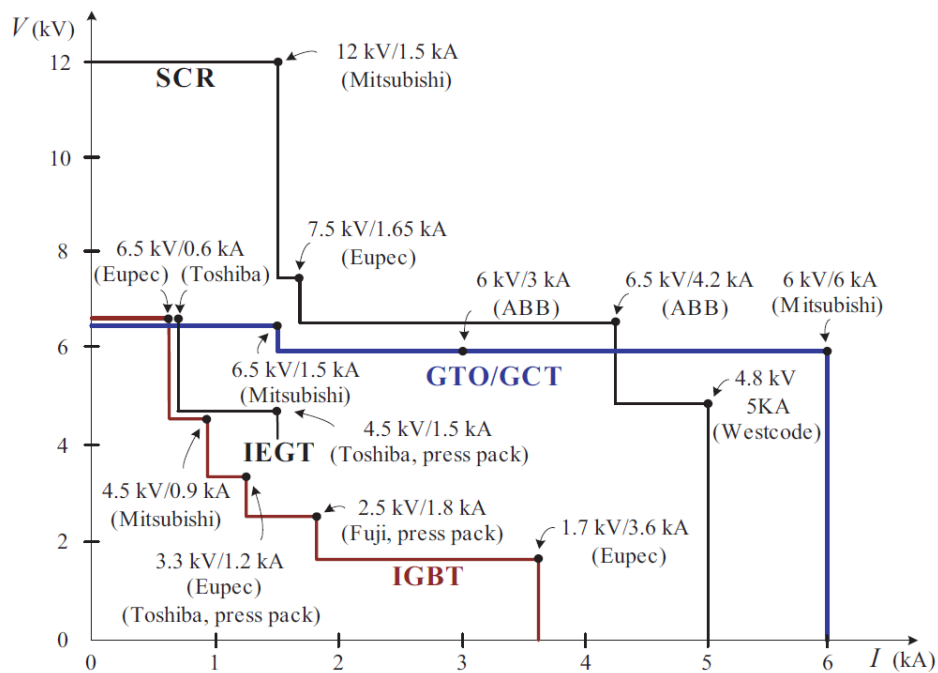 V (kV)
12
10
8
6
4
2
0
SCR
12 kV/1.5 kA
(Mitsubishi)
7.5 kV/1.65 kA
(Eupec)
6.5 kV/0.6 kA
(Eupec) (Toshiba)
6 kV/3 kA
(ABB)
6.5 kV/4.2 kA
(ABB)
6 kV/6 kA
(Mitsubishi)
6.5 kV/1.5 kA
(Mitsubishi)
GTO/GCT
4.8 kV
5KA
(Westcode)
4.5 kV/1.5 kA
(Toshiba, press pack)
IEGT
4.5 kV/0.9 kA
(Mitsubishi)
3.3 kV/1.2 kA
(Eupec)
(Toshiba, press pack)
2.5 kV/1.8 kA
(Fuji, press pack)
1.7 kV/3.6 kA
(Eupec)
IGBT
0 1 2 3 4 5 6 I (kA)